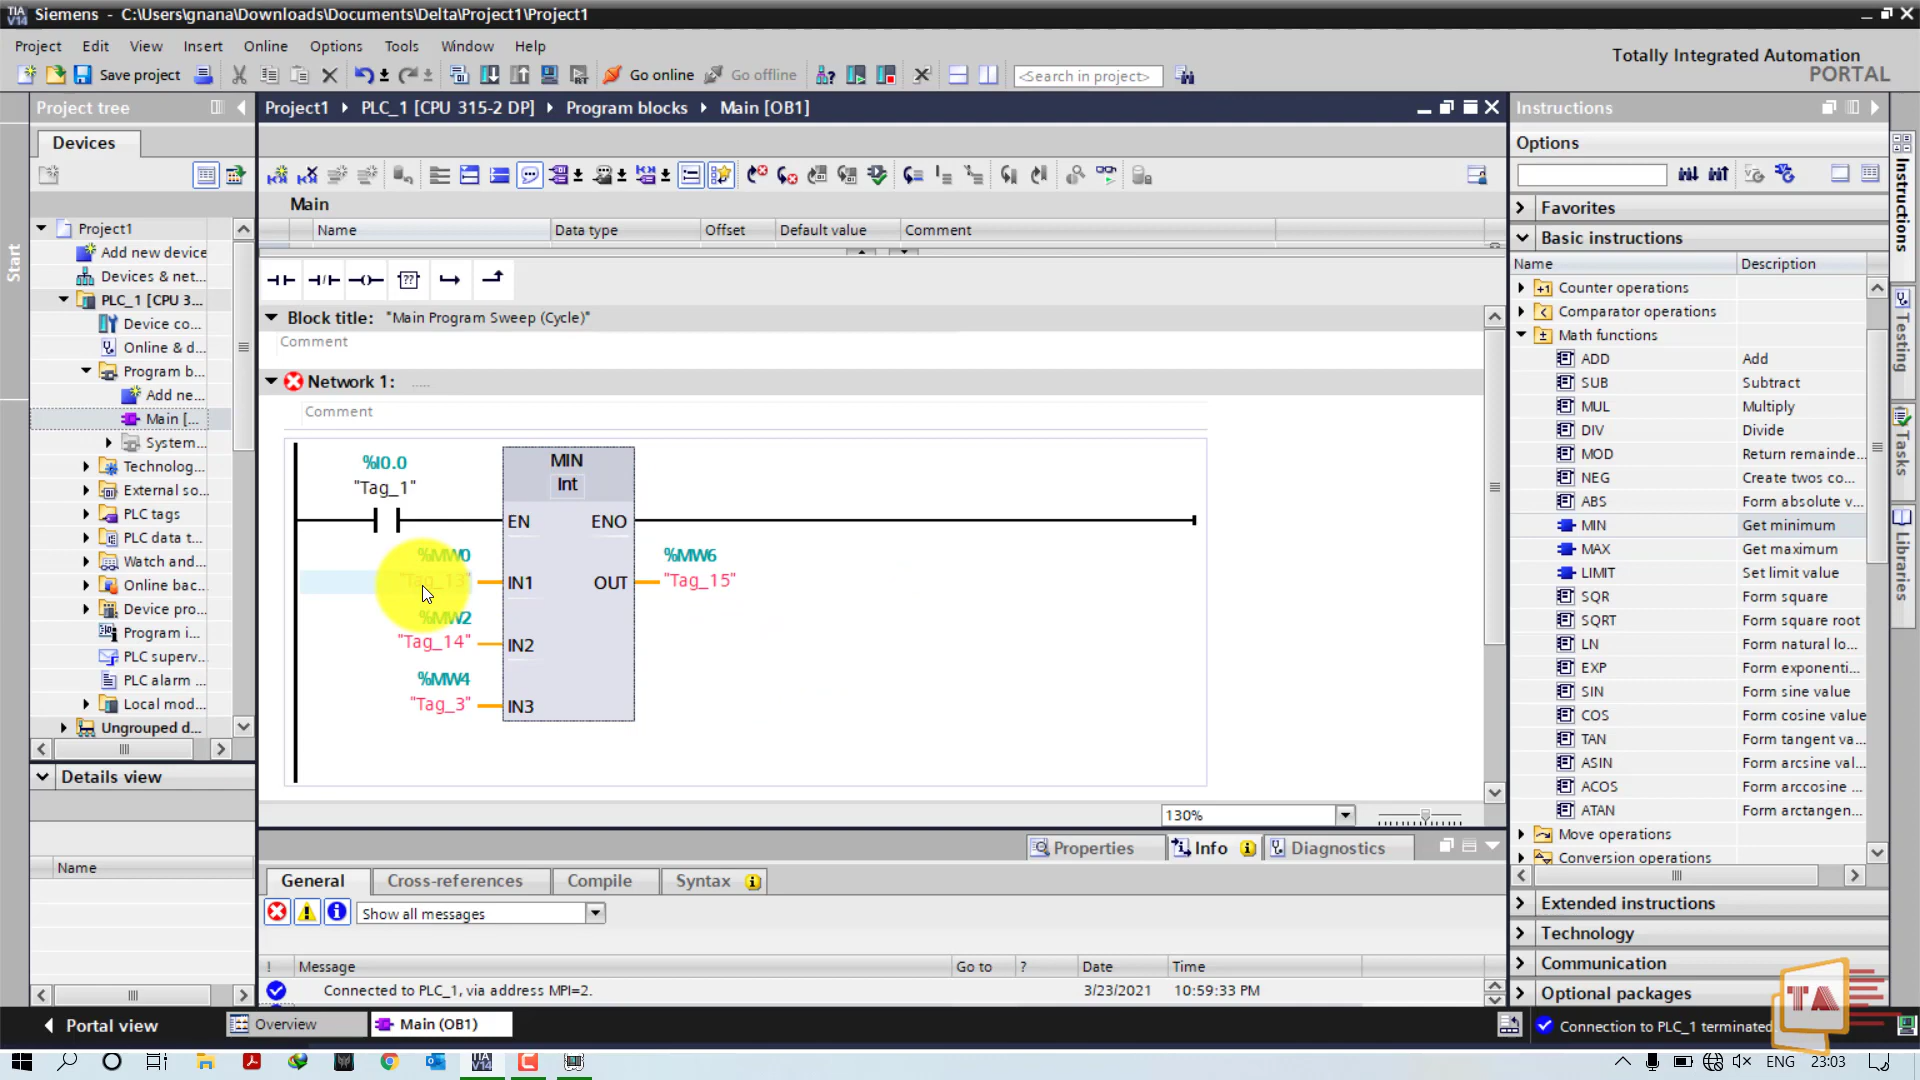 Siemens - C:\Users\gnana\Downloads\Documents\Delta\Project1\Project1
TIA V14
Project Edit View Insert Online Options Tools Window Help
Save project Go online Go offline <Search in project>
Totally Integrated Automation
PORTAL
Project tree
Devices
Start
Project1
Add new device
Devices & net...
PLC_1 [CPU 3...
Device co...
Online & d...
Program b...
Add ne...
Main [...
System...
Technolog...
External so...
PLC tags
PLC data t...
Watch and...
Online bac...
Device pro...
Program i...
PLC superv...
PLC alarm ...
Local mod...
Ungrouped d...
Details view
Name
Project1 PLC_1 [CPU 315-2 DP] Program blocks Main [OB1]
Main
Name Data type Offset Default value Comment
Block title: "Main Program Sweep (Cycle)"
Comment
Network 1: .....
Comment
%I0.0
"Tag_1"
MIN
Int
EN ENO
%MW0
"Tag_13"
IN1 OUT
%MW6
"Tag_15"
%MW2
"Tag_14"
IN2
%MW4
"Tag_3"
IN3
130%
Properties Info Diagnostics
General Cross-references Compile Syntax
Show all messages
! Message Go to ? Date Time
Connected to PLC_1, via address MPI=2. 3/23/2021 10:59:33 PM
Instructions
Options
Favorites
Basic instructions
Name Description
Counter operations
Comparator operations
Math functions
ADD Add
SUB Subtract
MUL Multiply
DIV Divide
MOD Return remainde...
NEG Create twos co...
ABS Form absolute v...
MIN Get minimum
MAX Get maximum
LIMIT Set limit value
SQR Form square
SQRT Form square root
LN Form natural lo...
EXP Form exponenti...
SIN Form sine value
COS Form cosine value
TAN Form tangent va...
ASIN Form arcsine val...
ACOS Form arccosine ...
ATAN Form arctangen...
Move operations
Conversion operations
Extended instructions
Technology
Communication
Optional packages
Instructions
Testing
Tasks
Libraries
Portal view Overview Main (OB1)
Connection to PLC_1 terminated
TA
ENG 23:03